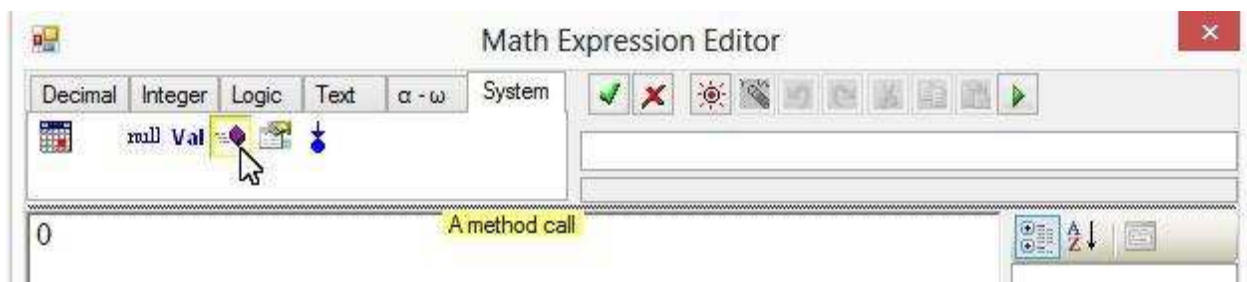 Math Expression Editor
Decimal Integer Logic Text α - ω System
null Val
A method call
0
A
Z